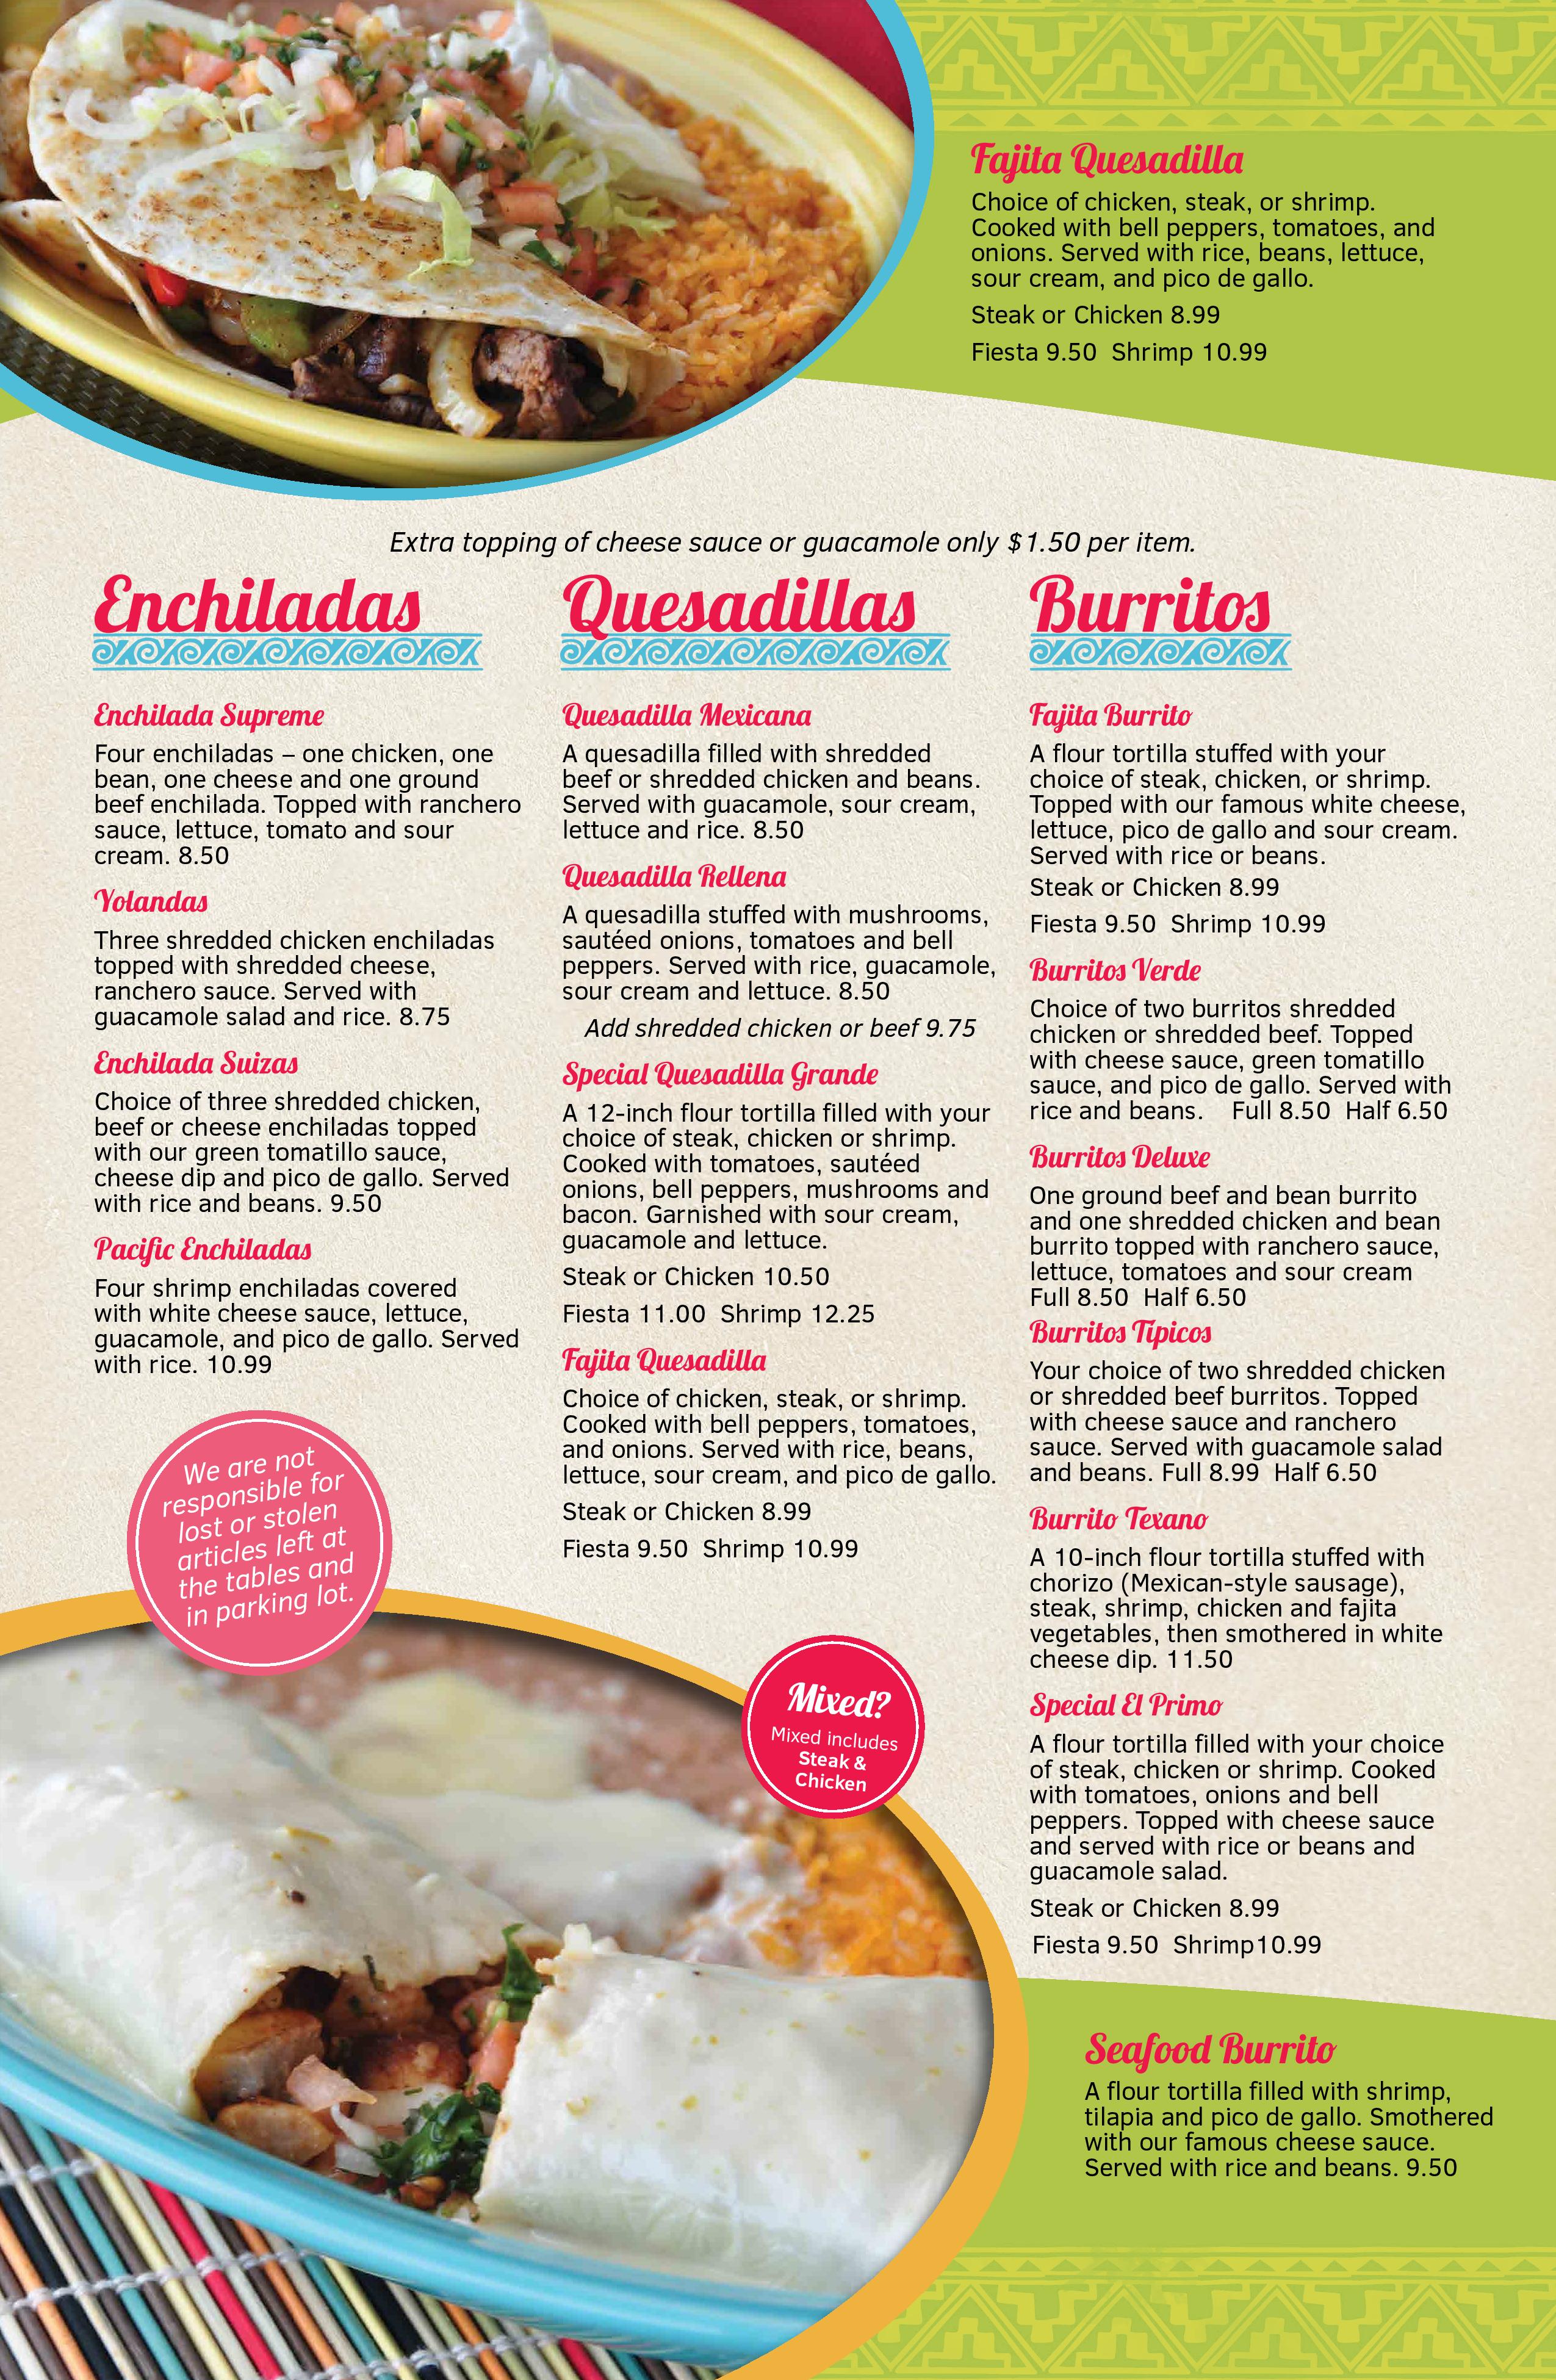 Fajita Quesadilla
Choice of chicken, steak, or shrimp.
Cooked with bell peppers, tomatoes, and
onions. Served with rice, beans, lettuce,
sour cream, and pico de gallo.
Steak or Chicken 8.99
Fiesta 9.50 Shrimp 10.99
Extra topping of cheese sauce or guacamole only $1.50 per item.
Enchiladas
Enchilada Supreme
Four enchiladas – one chicken, one
bean, one cheese and one ground
beef enchilada. Topped with ranchero
sauce, lettuce, tomato and sour
cream. 8.50
Yolandas
Three shredded chicken enchiladas
topped with shredded cheese,
ranchero sauce. Served with
guacamole salad and rice. 8.75
Enchilada Suizas
Choice of three shredded chicken,
beef or cheese enchiladas topped
with our green tomatillo sauce,
cheese dip and pico de gallo. Served
with rice and beans. 9.50
Pacific Enchiladas
Four shrimp enchiladas covered
with white cheese sauce, lettuce,
guacamole, and pico de gallo. Served
with rice. 10.99
We are not
responsible for
lost or stolen
articles left at
the tables and
in parking lot.
Quesadillas
Quesadilla Mexicana
A quesadilla filled with shredded
beef or shredded chicken and beans.
Served with guacamole, sour cream,
lettuce and rice. 8.50
Quesadilla Rellena
A quesadilla stuffed with mushrooms,
sautéed onions, tomatoes and bell
peppers. Served with rice, guacamole,
sour cream and lettuce. 8.50
Add shredded chicken or beef 9.75
Special Quesadilla Grande
A 12-inch flour tortilla filled with your
choice of steak, chicken or shrimp.
Cooked with tomatoes, sautéed
onions, bell peppers, mushrooms and
bacon. Garnished with sour cream,
guacamole and lettuce.
Steak or Chicken 10.50
Fiesta 11.00 Shrimp 12.25
Fajita Quesadilla
Choice of chicken, steak, or shrimp.
Cooked with bell peppers, tomatoes,
and onions. Served with rice, beans,
lettuce, sour cream, and pico de gallo.
Steak or Chicken 8.99
Fiesta 9.50 Shrimp 10.99
Mixed?
Mixed includes
Steak &
Chicken
Burritos
Fajita Burrito
A flour tortilla stuffed with your
choice of steak, chicken, or shrimp.
Topped with our famous white cheese,
lettuce, pico de gallo and sour cream.
Served with rice or beans.
Steak or Chicken 8.99
Fiesta 9.50 Shrimp 10.99
Burritos Verde
Choice of two burritos shredded
chicken or shredded beef. Topped
with cheese sauce, green tomatillo
sauce, and pico de gallo. Served with
rice and beans. Full 8.50 Half 6.50
Burritos Deluxe
One ground beef and bean burrito
and one shredded chicken and bean
burrito topped with ranchero sauce,
lettuce, tomatoes and sour cream
Full 8.50 Half 6.50
Burritos Típicos
Your choice of two shredded chicken
or shredded beef burritos. Topped
with cheese sauce and ranchero
sauce. Served with guacamole salad
and beans. Full 8.99 Half 6.50
Burrito Texano
A 10-inch flour tortilla stuffed with
chorizo (Mexican-style sausage),
steak, shrimp, chicken and fajita
vegetables, then smothered in white
cheese dip. 11.50
Special El Primo
A flour tortilla filled with your choice
of steak, chicken or shrimp. Cooked
with tomatoes, onions and bell
peppers. Topped with cheese sauce
and served with rice or beans and
guacamole salad.
Steak or Chicken 8.99
Fiesta 9.50 Shrimp10.99
Seafood Burrito
A flour tortilla filled with shrimp,
tilapia and pico de gallo. Smothered
with our famous cheese sauce.
Served with rice and beans. 9.50